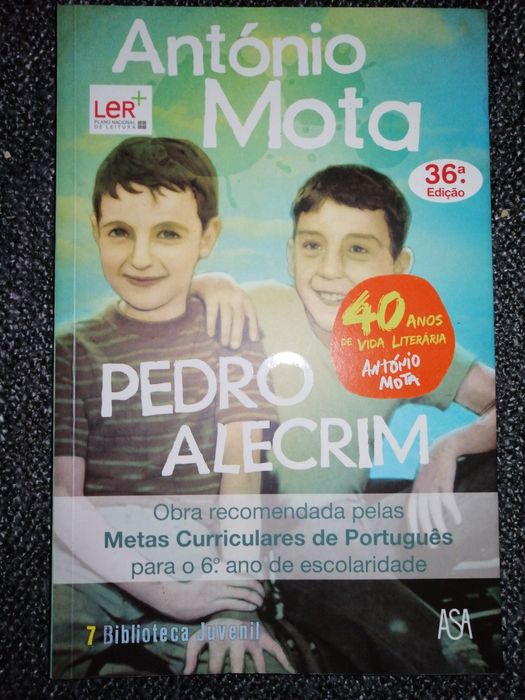 António
Mota
LeR+
PLANO NACIONAL
DE LEITURA
36ª.
Edição
40 ANOS
DE VIDA LITERÁRIA
ANTÓNIO
MOTA
PEDRO
ALECRIM
Obra recomendada pelas
Metas Curriculares de Português
para o 6.º ano de escolaridade
7 Biblioteca Juvenil
ASA